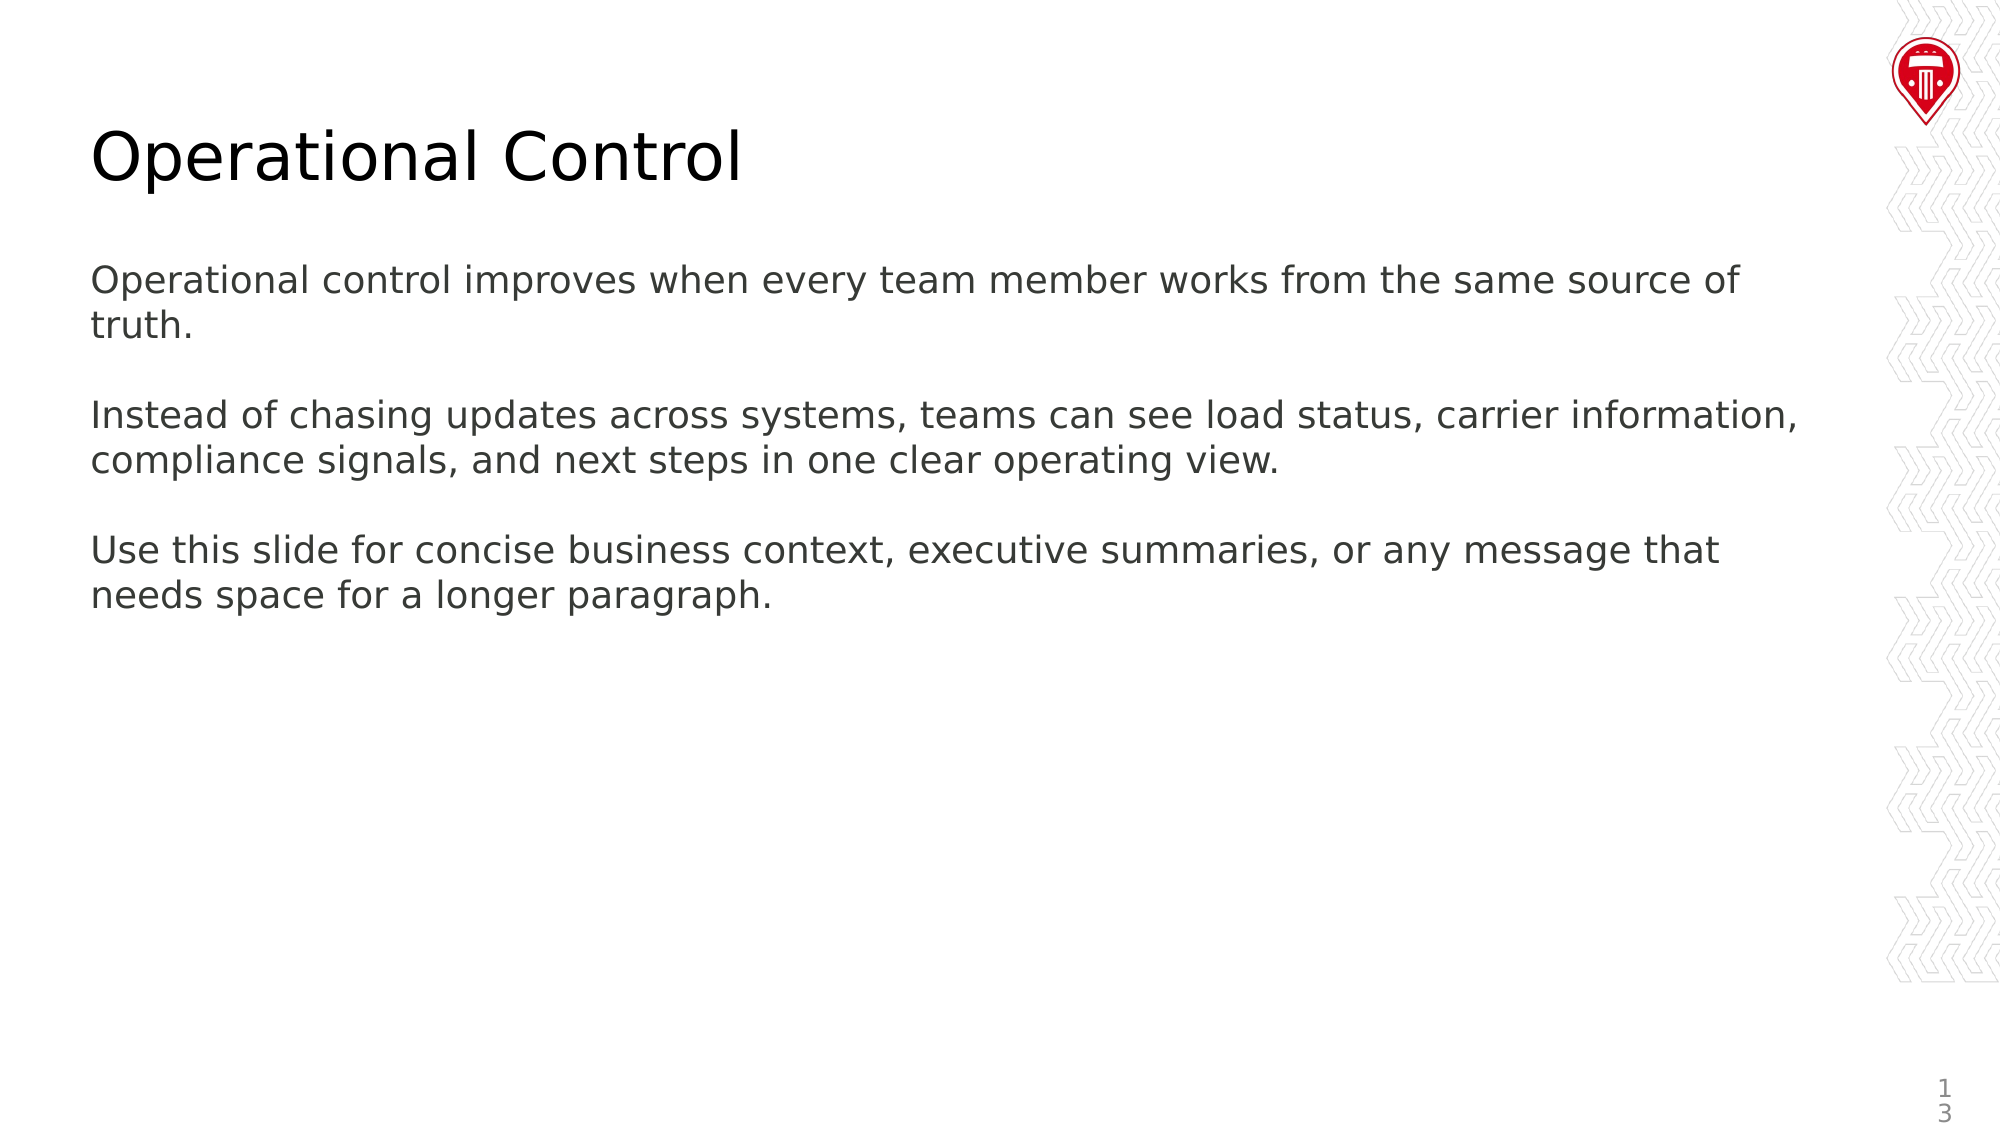 Operational Control
Operational control improves when every team member works from the same source of
truth.
Instead of chasing updates across systems, teams can see load status, carrier information,
compliance signals, and next steps in one clear operating view.
Use this slide for concise business context, executive summaries, or any message that
needs space for a longer paragraph.
1
3